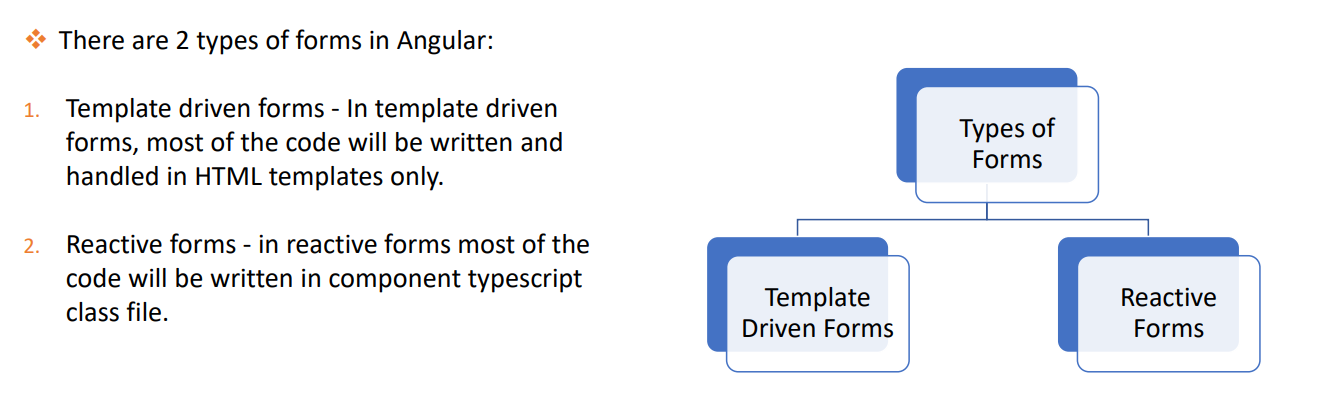 ❖ There are 2 types of forms in Angular:
1. Template driven forms - In template driven
forms, most of the code will be written and
handled in HTML templates only.
2. Reactive forms - in reactive forms most of the
code will be written in component typescript
class file.
Types of
Forms
Template
Driven Forms
Reactive
Forms